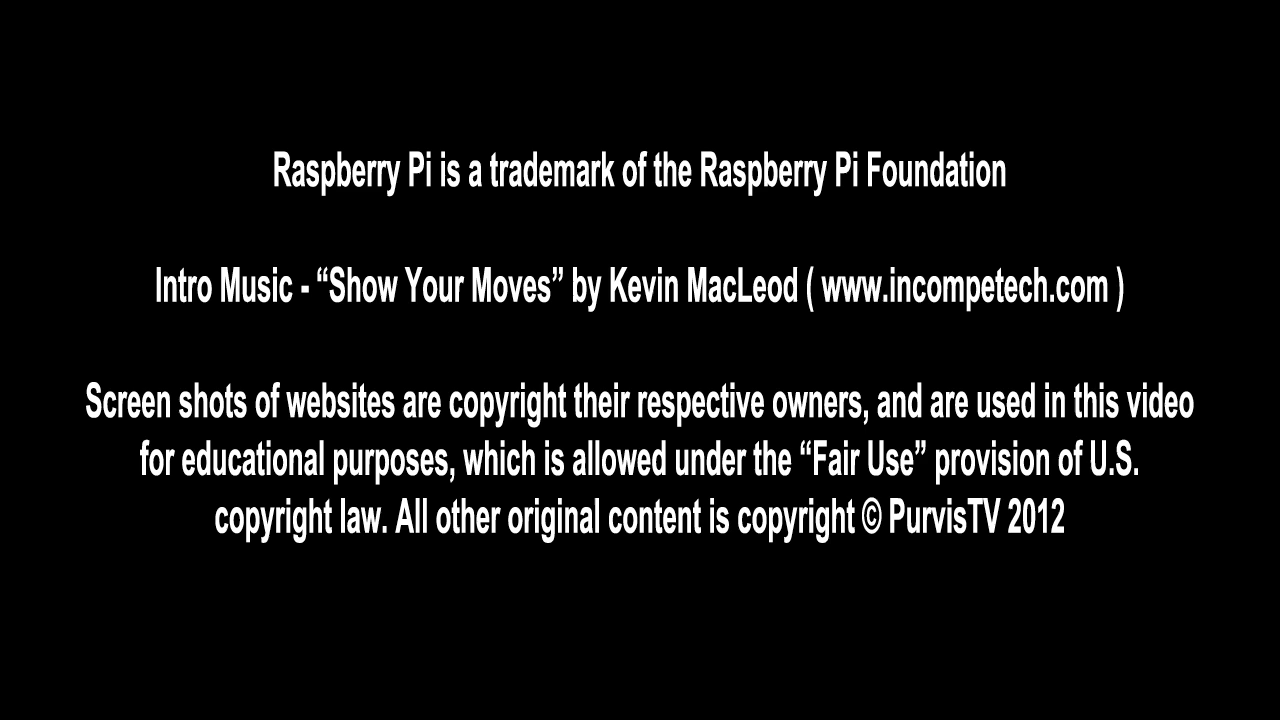 Raspberry Pi is a trademark of the Raspberry Pi Foundation
Intro Music - “Show Your Moves” by Kevin MacLeod ( www.incompetech.com )
Screen shots of websites are copyright their respective owners, and are used in this video
for educational purposes, which is allowed under the “Fair Use” provision of U.S.
copyright law. All other original content is copyright © PurvisTV 2012